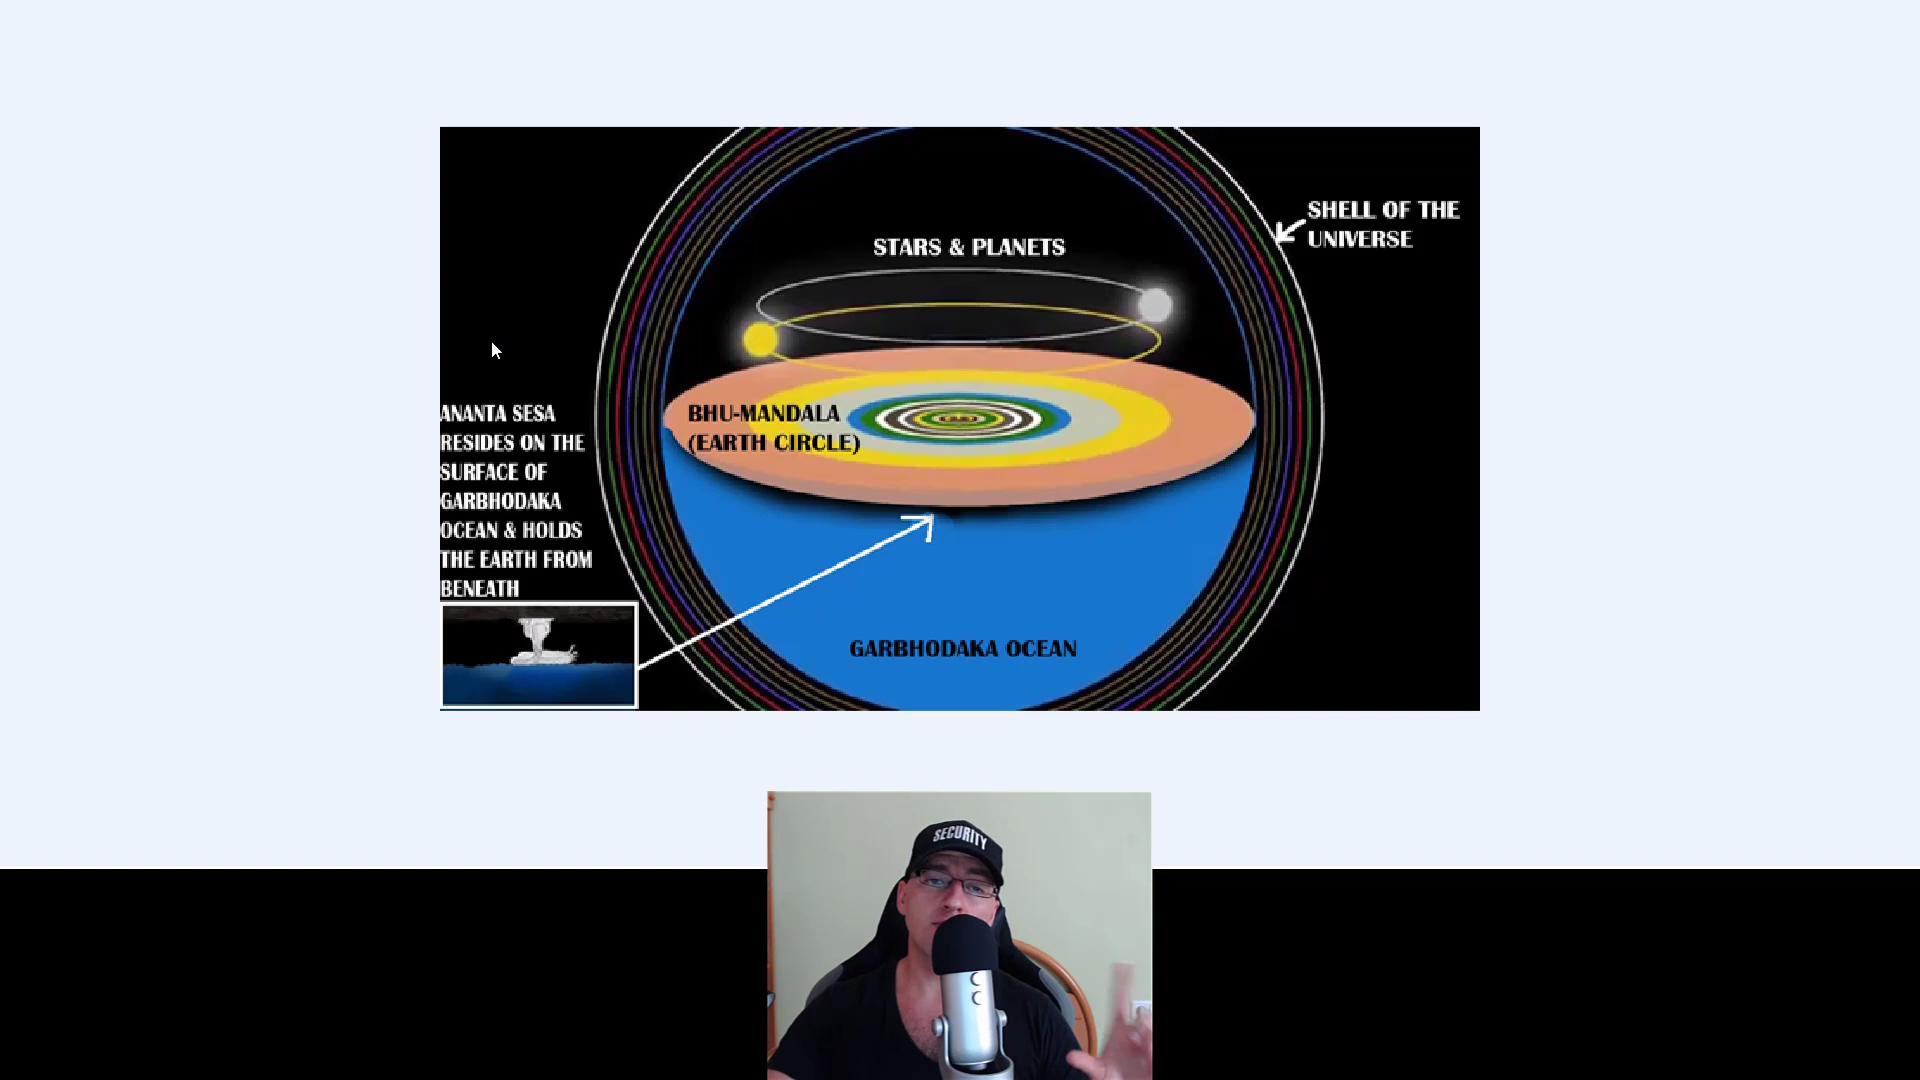 SHELL OF THE
UNIVERSE
STARS & PLANETS
ANANTA SESA
RESIDES ON THE
SURFACE OF
GARBHODAKA
OCEAN & HOLDS
THE EARTH FROM
BENEATH
BHU-MANDALA
(EARTH CIRCLE)
GARBHODAKA OCEAN
SECURITY